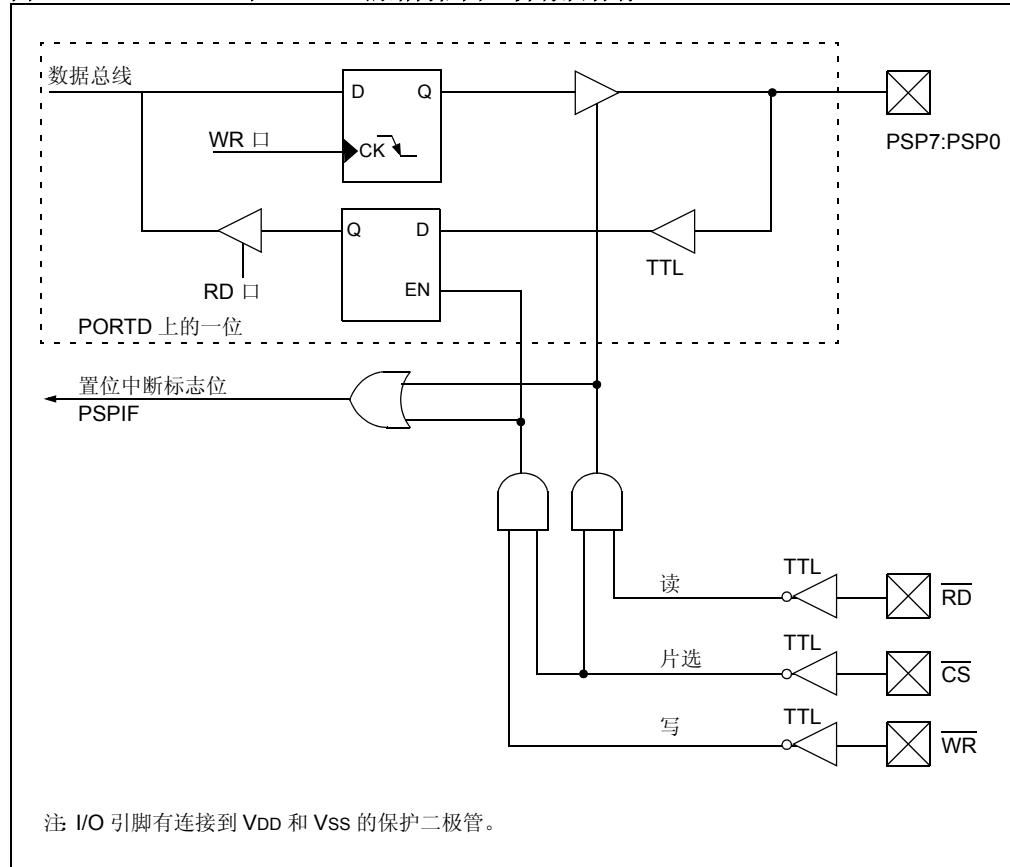 数据总线
D Q
WR 口
CK
PSP7:PSP0
Q D
TTL
EN
RD 口
PORTD 上的一位
置位中断标志位
PSPIF
TTL
读
RD
TTL
片选
CS
TTL
写
WR
注: I/O 引脚有连接到 VDD 和 VSS 的保护二极管。